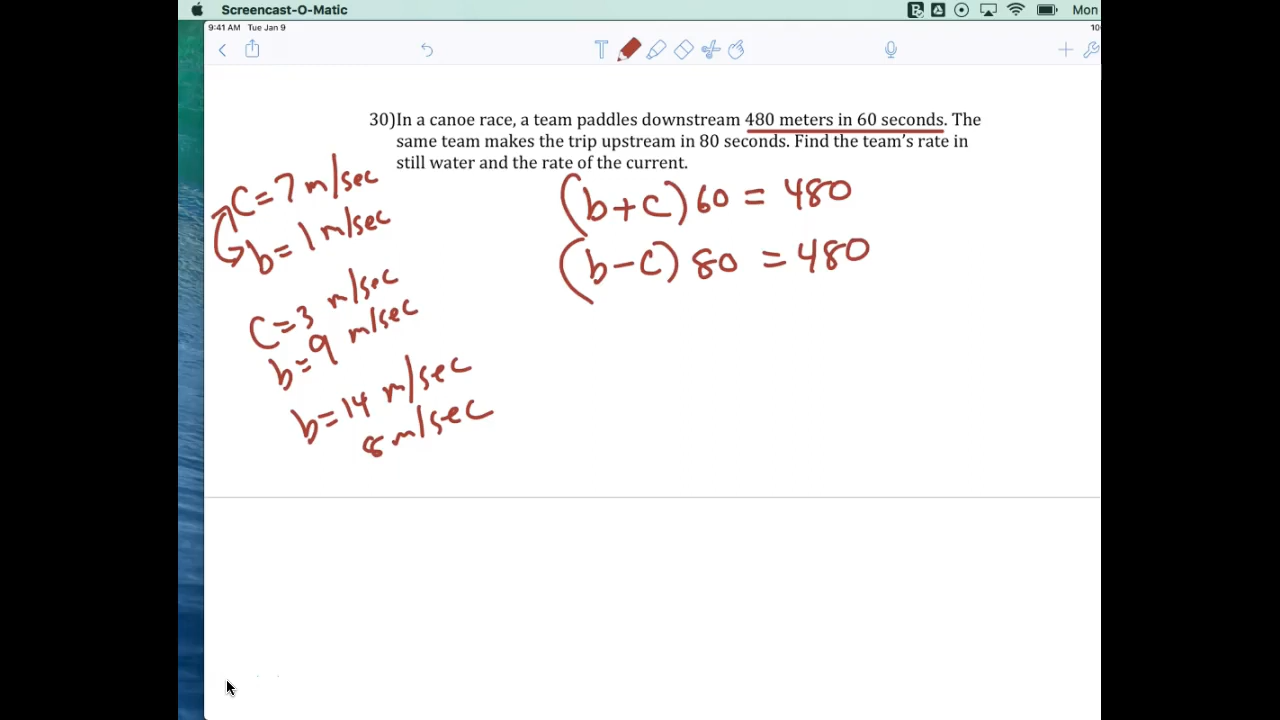 Screencast-O-Matic
Mon
9:41 AM Tue Jan 9
10
T
30)In a canoe race, a team paddles downstream 480 meters in 60 seconds. The
same team makes the trip upstream in 80 seconds. Find the team's rate in
still water and the rate of the current.
C=7 m/sec
b=1 m/sec
C=3 m/sec
b=9 m/sec
b=14 m/sec
8 m/sec
(b+c)60=480
(b-c)80=480